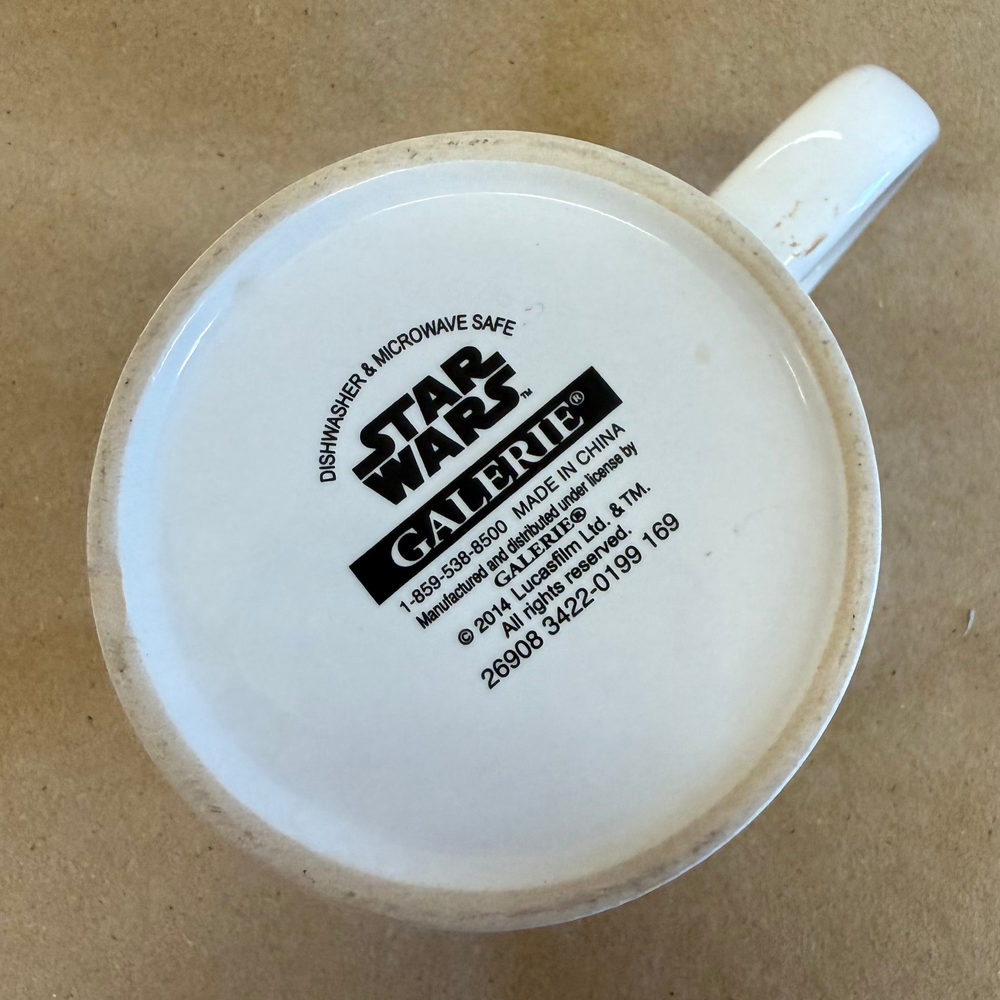 DISHWASHER & MICROWAVE SAFE
STAR
WARS™
GALERIE®
1-859-538-8500 MADE IN CHINA
Manufactured and distributed under license by
GALERIE®
© 2014 Lucasfilm Ltd. & TM.
All rights reserved.
26908 3422-0199 169